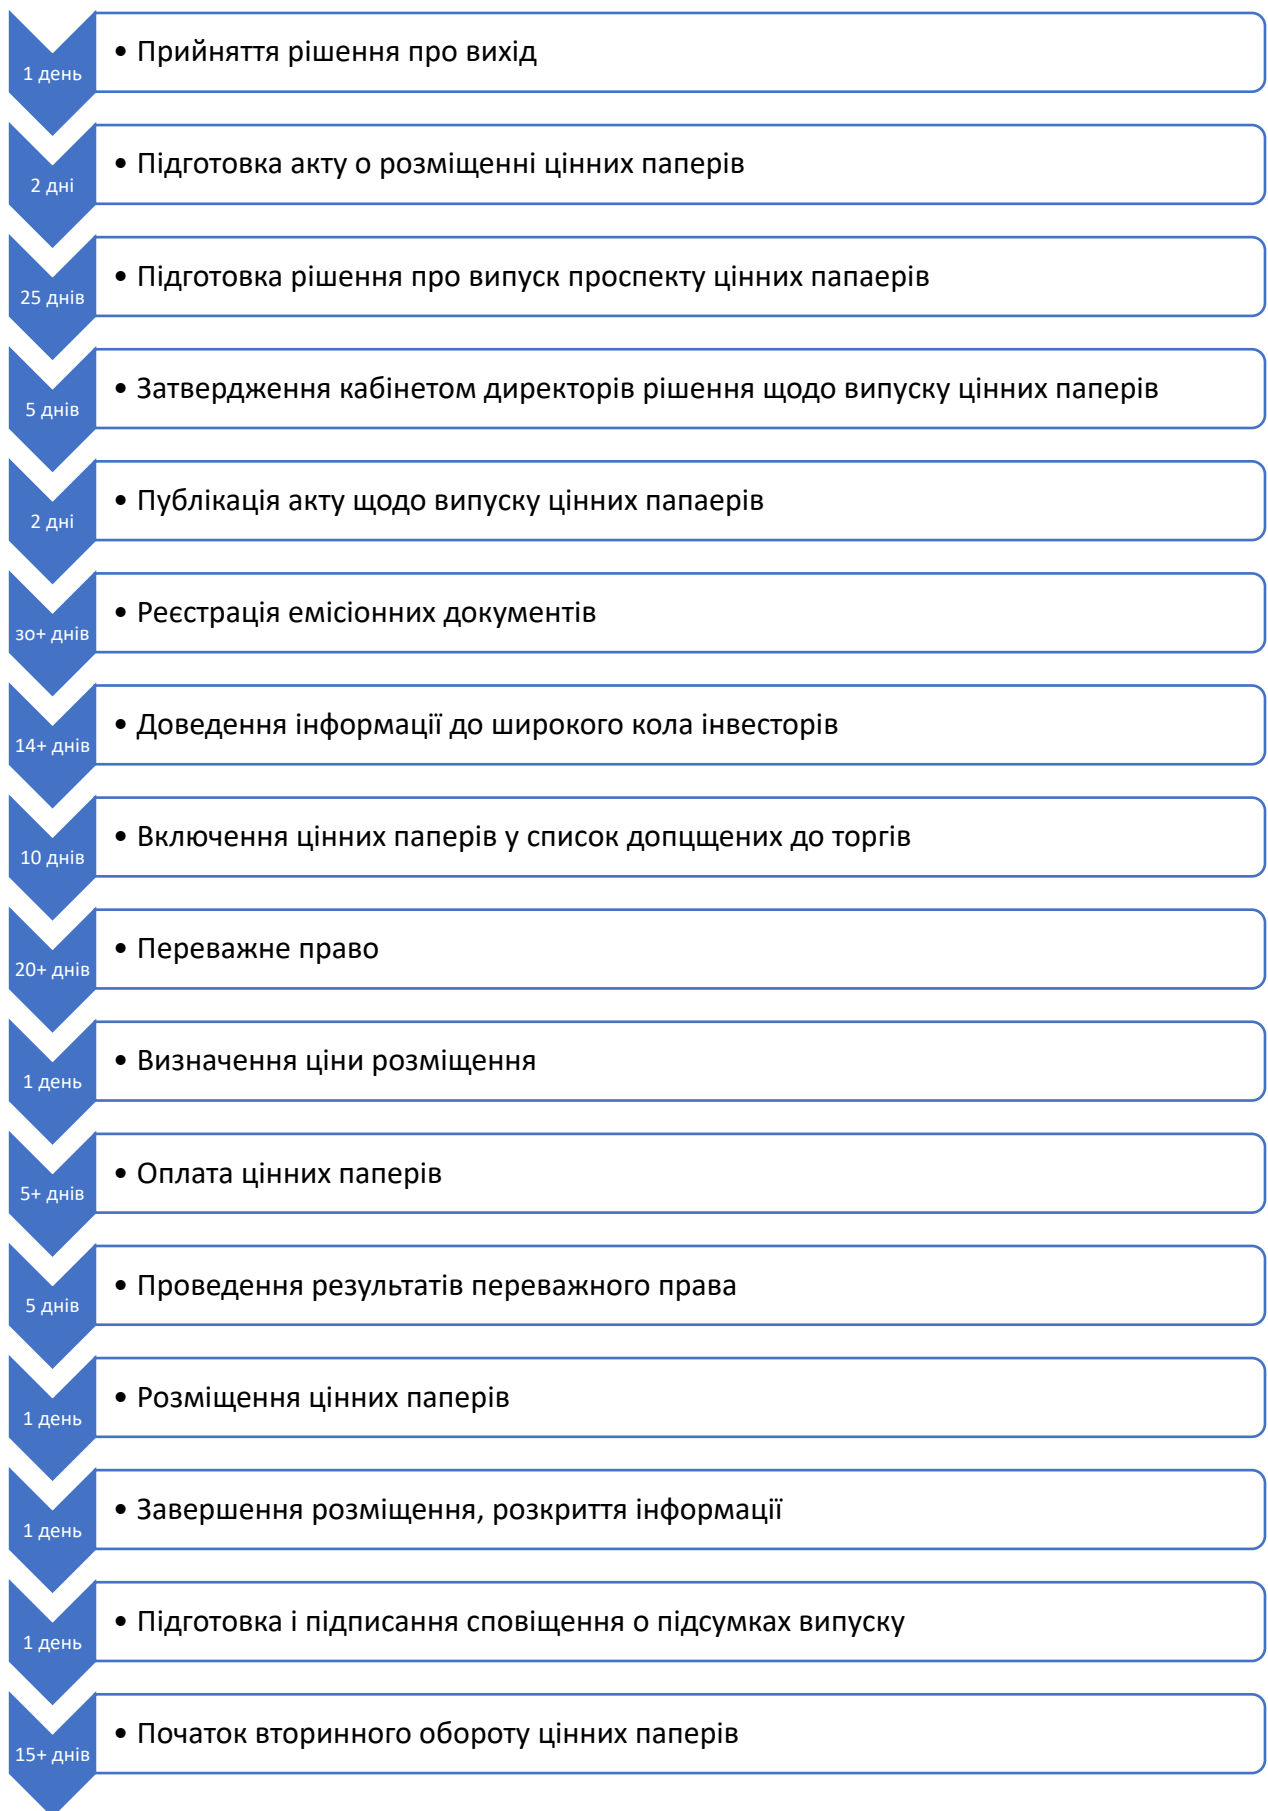 1 день
• Прийняття рішення про вихід
2 дні
• Підготовка акту о розміщенні цінних паперів
25 днів
• Підготовка рішення про випуск проспекту цінних папаерів
5 днів
• Затвердження кабінетом директорів рішення щодо випуску цінних паперів
2 дні
• Публікація акту щодо випуску цінних папаерів
зо+ днів
• Реєстрація емісіонних документів
14+ днів
• Доведення інформації до широкого кола інвесторів
10 днів
• Включення цінних паперів у список допцщених до торгів
20+ днів
• Переважне право
1 день
• Визначення ціни розміщення
5+ днів
• Оплата цінних паперів
5 днів
• Проведення результатів переважного права
1 день
• Розміщення цінних паперів
1 день
• Завершення розміщення, розкриття інформації
1 день
• Підготовка і підписання сповіщення о підсумках випуску
15+ днів
• Початок вторинного обороту цінних паперів